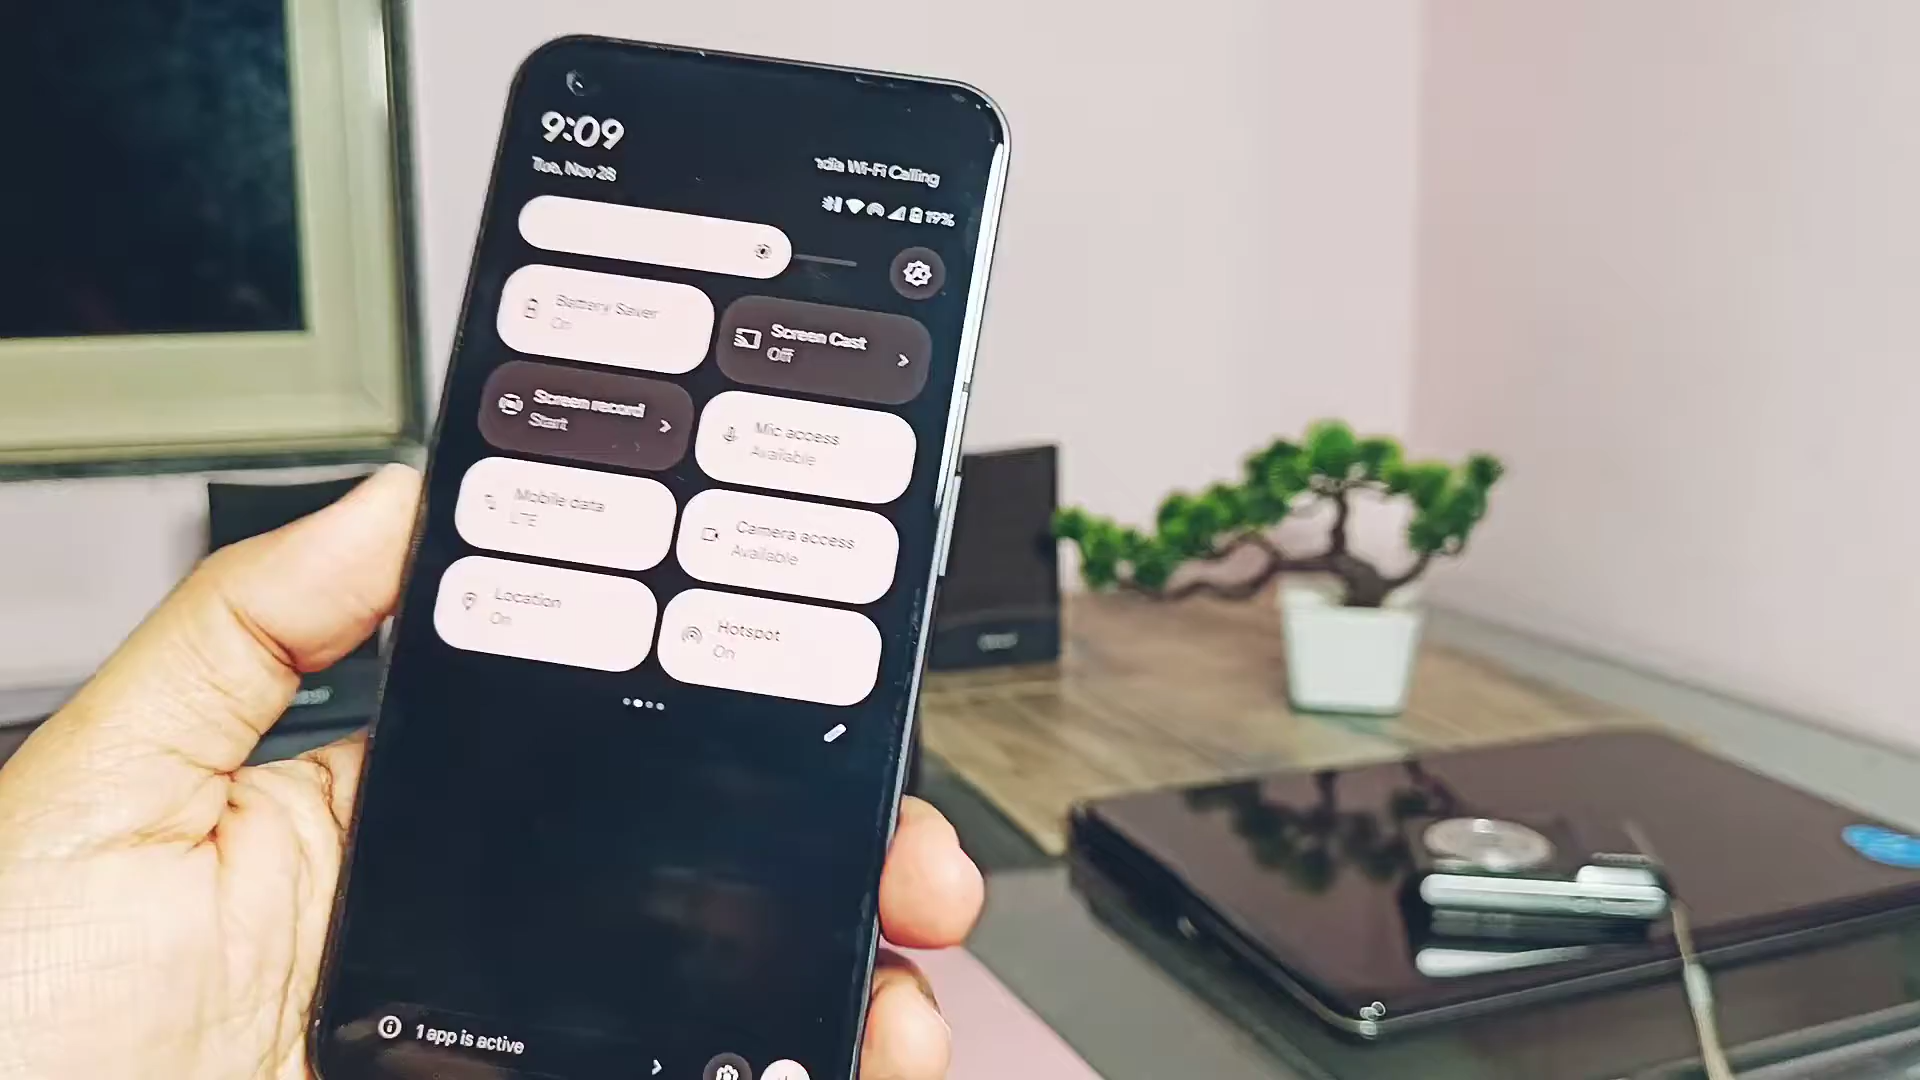 9:09
Tue, Nov 28
Wi-Fi Calling
19%
Battery Saver
On
Screen Cast
Off
Screen record
Start
Mic access
Available
Mobile data
LTE
Camera access
Available
Location
On
Hotspot
On
1 app is active